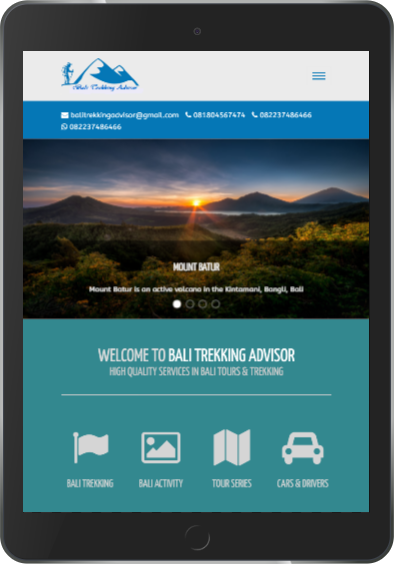 Bali Trekking Advisor
balitrekkingadvisor@gmail.com 081804567474 082237486466
082237486466
MOUNT BATUR
Mount Batur is an active volcano in the Kintamani, Bangli, Bali
WELCOME TO BALI TREKKING ADVISOR
HIGH QUALITY SERVICES IN BALI TOURS & TREKKING
BALI TREKKING BALI ACTIVITY TOUR SERIES CARS & DRIVERS